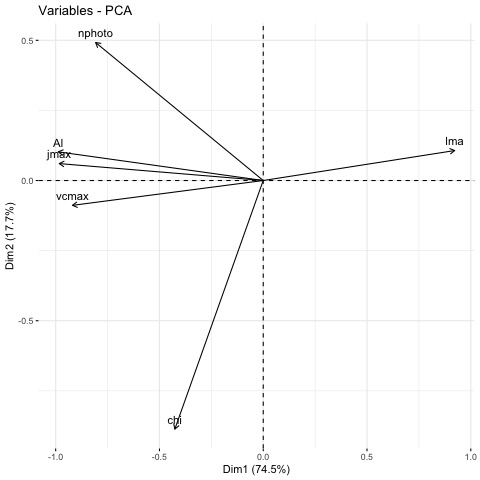 Variables - PCA
nphoto
Al
jmax
vcmax
lma
chi
0.5
0.0
-0.5
-1.0
-0.5
0.0
0.5
1.0
Dim1 (74.5%)
Dim2 (17.7%)